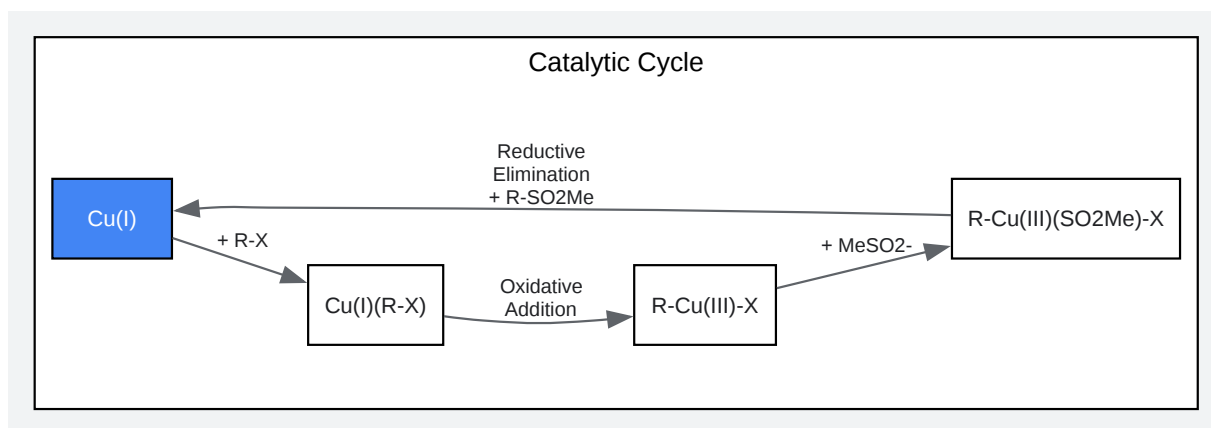 Catalytic Cycle
Reductive
Elimination
+ R-SO2Me
Cu(I)
R-Cu(III)(SO2Me)-X
+ R-X
+ MeSO2-
Cu(I)(R-X)
Oxidative
Addition
R-Cu(III)-X